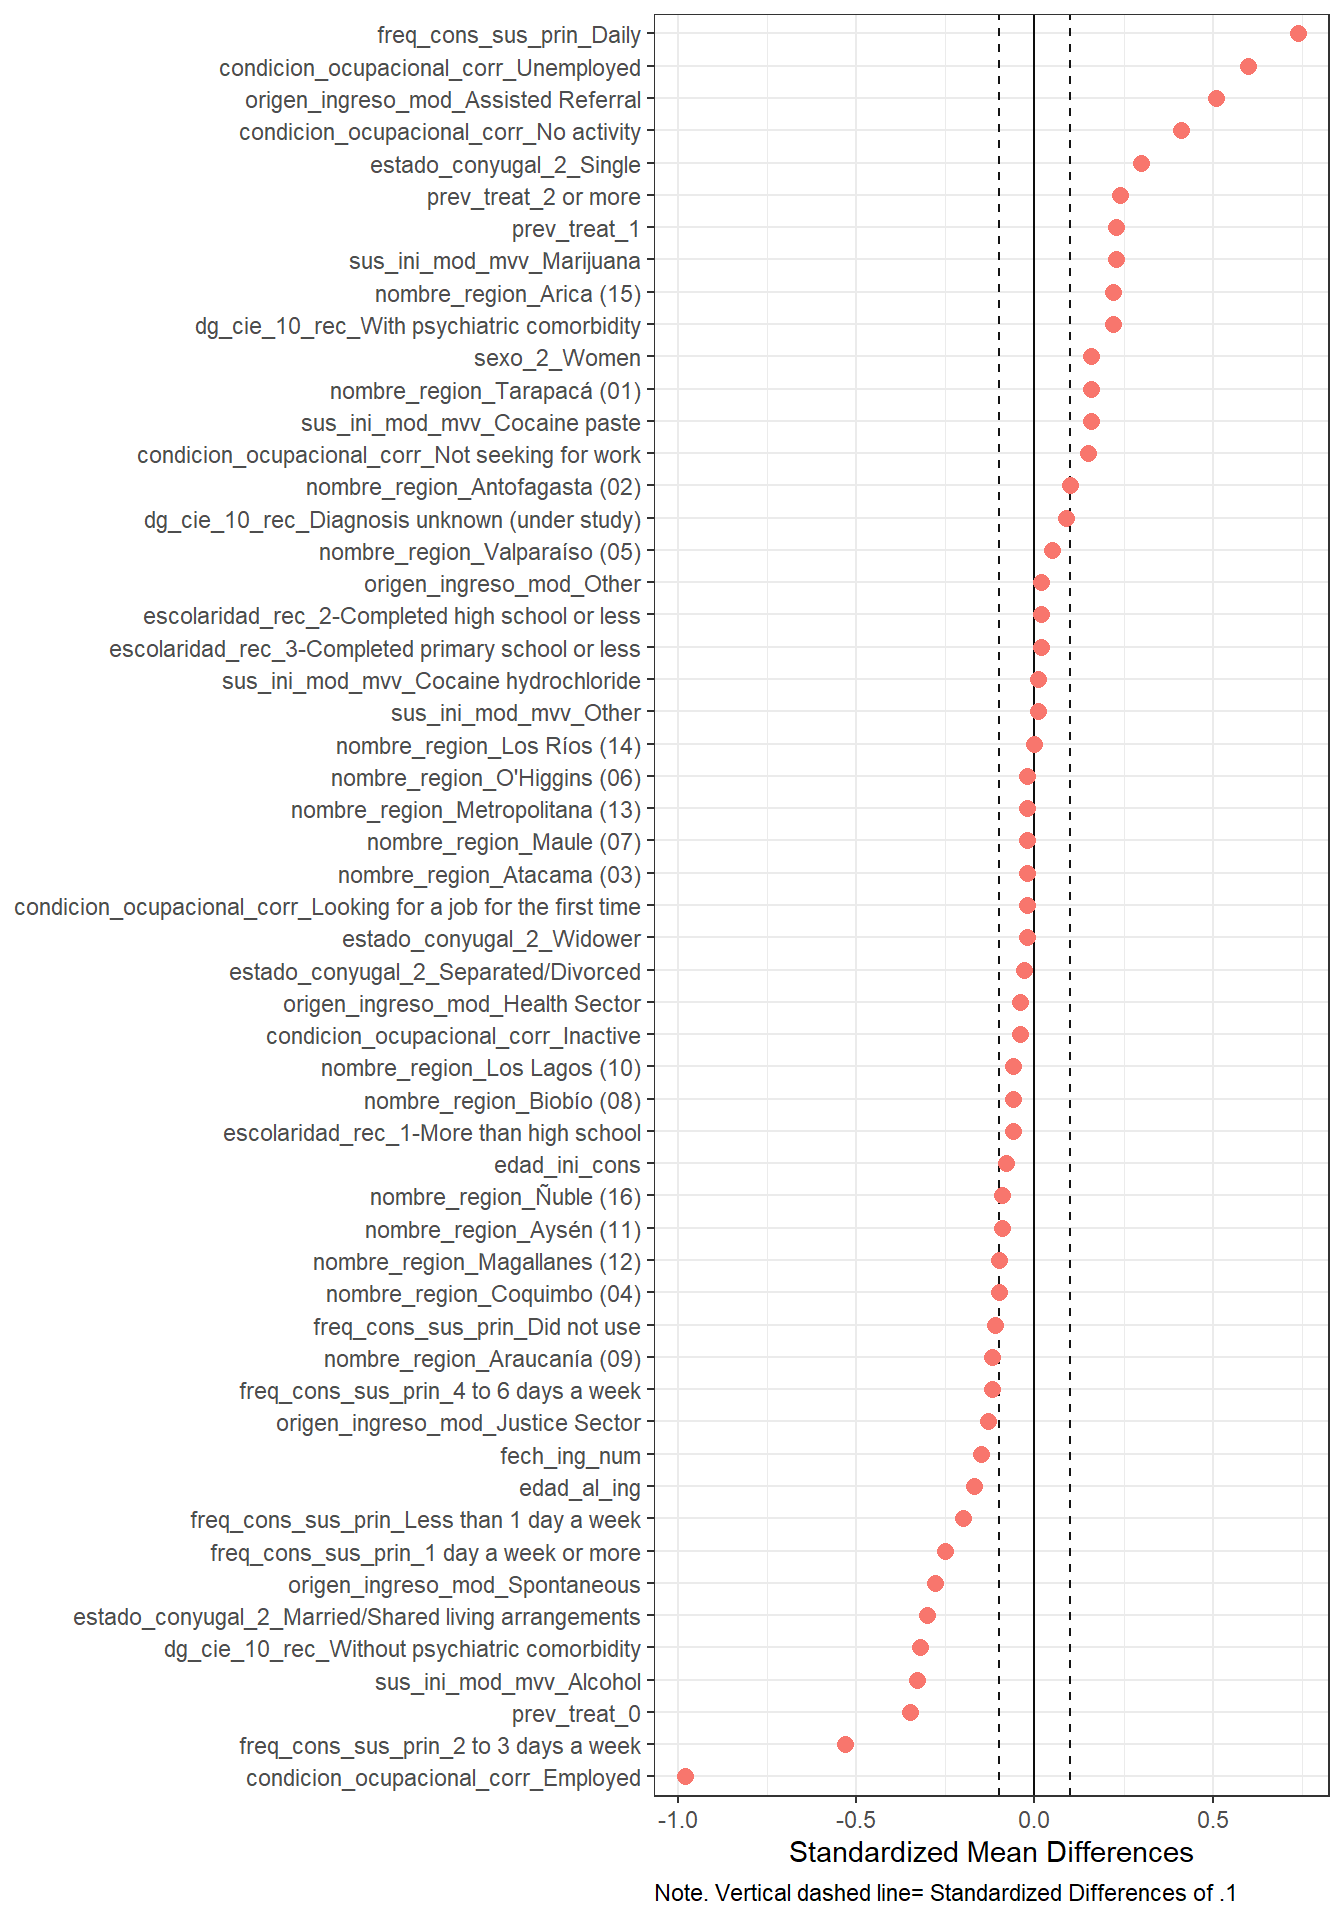 freq_cons_sus_prin_Daily
condicion_ocupacional_corr_Unemployed
origen_ingreso_mod_Assisted Referral
condicion_ocupacional_corr_No activity
estado_conyugal_2_Single
prev_treat_2 or more
prev_treat_1
sus_ini_mod_mvv_Marijuana
nombre_region_Arica (15)
dg_cie_10_rec_With psychiatric comorbidity
sexo_2_Women
nombre_region_Tarapacá (01)
sus_ini_mod_mvv_Cocaine paste
condicion_ocupacional_corr_Not seeking for work
nombre_region_Antofagasta (02)
dg_cie_10_rec_Diagnosis unknown (under study)
nombre_region_Valparaíso (05)
origen_ingreso_mod_Other
escolaridad_rec_2-Completed high school or less
escolaridad_rec_3-Completed primary school or less
sus_ini_mod_mvv_Cocaine hydrochloride
sus_ini_mod_mvv_Other
nombre_region_Los Ríos (14)
nombre_region_O'Higgins (06)
nombre_region_Metropolitana (13)
nombre_region_Maule (07)
nombre_region_Atacama (03)
condicion_ocupacional_corr_Looking for a job for the first time
estado_conyugal_2_Widower
estado_conyugal_2_Separated/Divorced
origen_ingreso_mod_Health Sector
condicion_ocupacional_corr_Inactive
nombre_region_Los Lagos (10)
nombre_region_Biobío (08)
escolaridad_rec_1-More than high school
edad_ini_cons
nombre_region_Ñuble (16)
nombre_region_Aysén (11)
nombre_region_Magallanes (12)
nombre_region_Coquimbo (04)
freq_cons_sus_prin_Did not use
nombre_region_Araucanía (09)
freq_cons_sus_prin_4 to 6 days a week
origen_ingreso_mod_Justice Sector
fech_ing_num
edad_al_ing
freq_cons_sus_prin_Less than 1 day a week
freq_cons_sus_prin_1 day a week or more
origen_ingreso_mod_Spontaneous
estado_conyugal_2_Married/Shared living arrangements
dg_cie_10_rec_Without psychiatric comorbidity
sus_ini_mod_mvv_Alcohol
prev_treat_0
freq_cons_sus_prin_2 to 3 days a week
condicion_ocupacional_corr_Employed
-1.0 -0.5 0.0 0.5
Standardized Mean Differences
Note. Vertical dashed line= Standardized Differences of .1